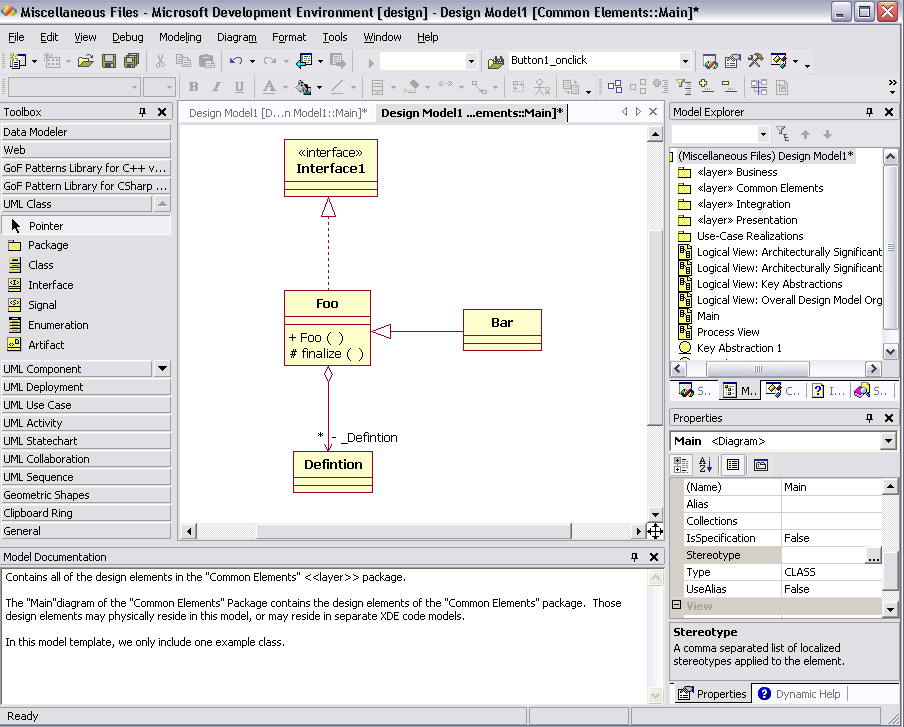 Miscellaneous Files - Microsoft Development Environment [design] - Design Model1 [Common Elements::Main]*
File Edit View Debug Modeling Diagram Format Tools Window Help
Button1_onclick
B I U A
Toolbox
Data Modeler
Web
GoF Patterns Library for C++ v...
GoF Pattern Library for CSharp ...
UML Class
Pointer
Package
Class
Interface
Signal
Enumeration
Artifact
UML Component
UML Deployment
UML Use Case
UML Activity
UML Statechart
UML Collaboration
UML Sequence
Geometric Shapes
Clipboard Ring
General
Design Model1 [D...n Model1::Main]* Design Model1 ...ements::Main]*
«interface»
Interface1
Foo
+ Foo ( )
# finalize ( )
Bar
* - _Defintion
Defintion
Model Explorer
(Miscellaneous Files) Design Model1*
«layer» Business
«layer» Common Elements
«layer» Integration
«layer» Presentation
Use-Case Realizations
Logical View: Architecturally Significant
Logical View: Architecturally Significant
Logical View: Key Abstractions
Logical View: Overall Design Model Org
Main
Process View
Key Abstraction 1
S.. M.. C.. I... S..
Properties
Main <Diagram>
(Name) Main
Alias
Collections
IsSpecification False
Stereotype ...
Type CLASS
UseAlias False
View
Stereotype
A comma separated list of localized
stereotypes applied to the element.
Properties Dynamic Help
Model Documentation
Contains all of the design elements in the "Common Elements" <<layer>> package.
The "Main"diagram of the "Common Elements" Package contains the design elements of the "Common Elements" package. Those
design elements may physically reside in this model, or may reside in separate XDE code models.
In this model template, we only include one example class.
Ready